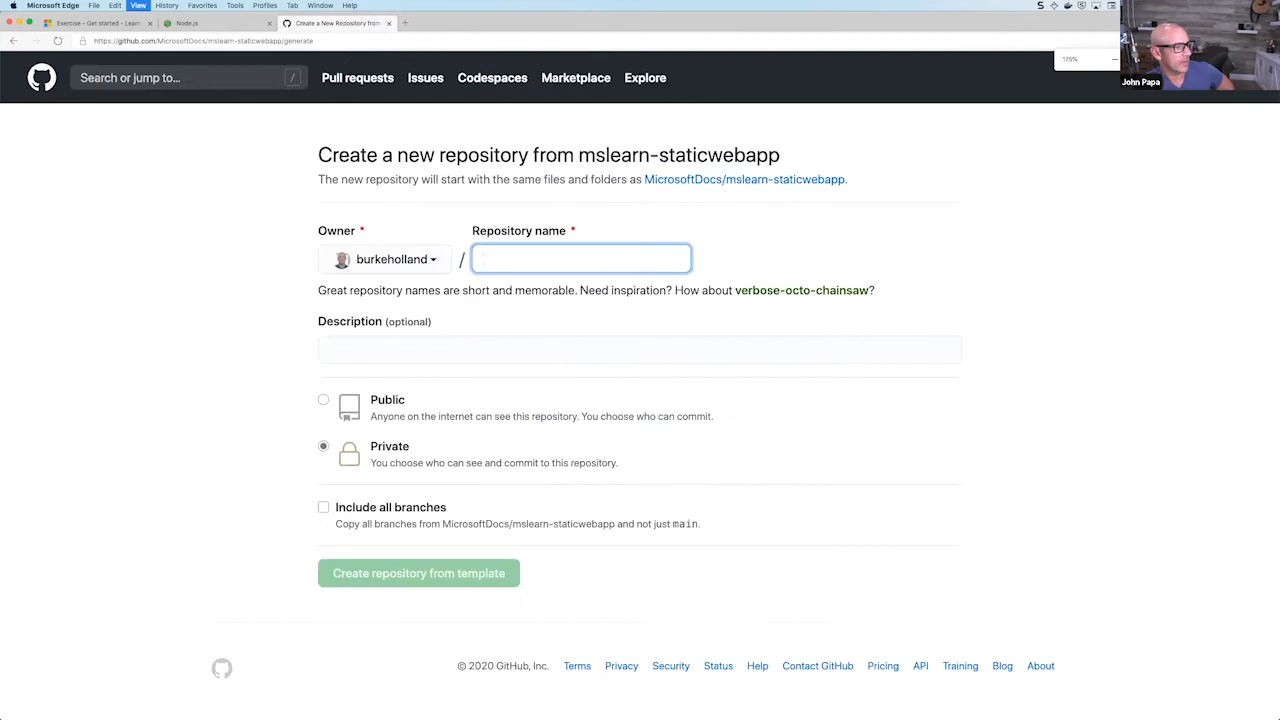 Microsoft Edge File Edit View History Favorites Tools Profiles Tab Window Help
Exercise - Get started - Learn
Node.js
Create a New Repository from
https://github.com/MicrosoftDocs/mslearn-staticwebapp/generate
175%
John Papa
Search or jump to... /
Pull requests Issues Codespaces Marketplace Explore
Create a new repository from mslearn-staticwebapp
The new repository will start with the same files and folders as MicrosoftDocs/mslearn-staticwebapp.
Owner * Repository name *
burkeholland /
Great repository names are short and memorable. Need inspiration? How about verbose-octo-chainsaw?
Description (optional)
Public
Anyone on the internet can see this repository. You choose who can commit.
Private
You choose who can see and commit to this repository.
Include all branches
Copy all branches from MicrosoftDocs/mslearn-staticwebapp and not just main.
Create repository from template
© 2020 GitHub, Inc. Terms Privacy Security Status Help Contact GitHub Pricing API Training Blog About